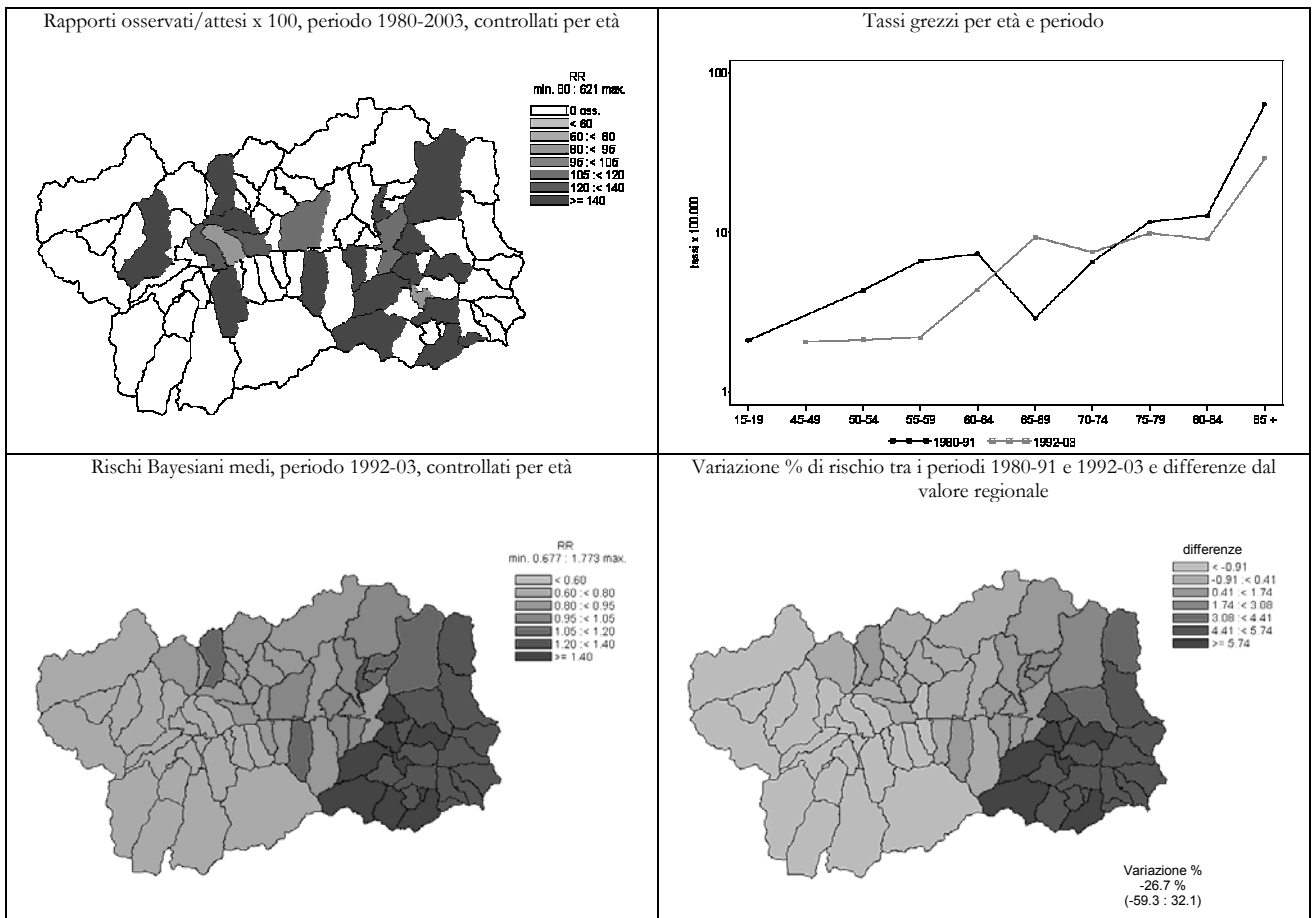 Rapporti osservati/attesi x 100, periodo 1980-2003, controllati per età
RR
min. 60 : 621 max.
0 oss.
< 60
60 :< 80
80 :< 95
95 :< 105
105 :< 120
120 :< 140
>= 140
Tassi grezzi per età e periodo
100
10
1
tassi x 100.000
15-19
45-49
50-54
55-59
60-64
65-69
70-74
75-79
80-84
85 +
1980-91
1992-03
Rischi Bayesiani medi, periodo 1992-03, controllati per età
RR
min. 0.677 : 1.773 max.
< 0.60
0.60 :< 0.80
0.80 :< 0.95
0.95 :< 1.05
1.05 :< 1.20
1.20 :< 1.40
>= 1.40
Variazione % di rischio tra i periodi 1980-91 e 1992-03 e differenze dal
valore regionale
differenze
< -0.91
-0.91 :< 0.41
0.41 :< 1.74
1.74 :< 3.08
3.08 :< 4.41
4.41 :< 5.74
>= 5.74
Variazione %
-26.7 %
(-59.3 : 32.1)